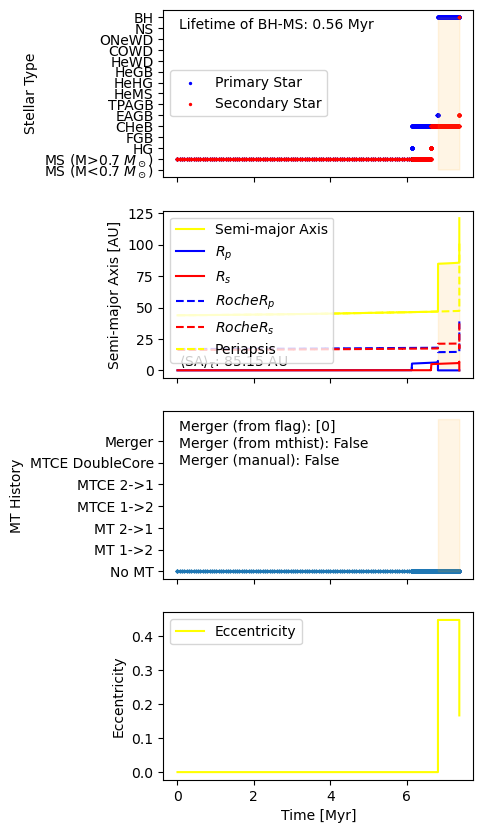 BH
NS
ONeWD
COWD
HeWD
HeGB
HeHG
HeMS
TPAGB
EAGB
CHeB
FGB
HG
MS (M>0.7 M⊙)
MS (M<0.7 M⊙)
Stellar Type
Lifetime of BH-MS: 0.56 Myr
Primary Star
Secondary Star
125
100
75
50
25
0
Semi-major Axis [AU]
Semi-major Axis
Rp
Rs
RocheRp
RocheRs
Periapsis
⟨SA⟩t: 85.15 AU
Merger
MTCE DoubleCore
MTCE 2->1
MTCE 1->2
MT 2->1
MT 1->2
No MT
MT History
Merger (from flag): [0]
Merger (from mthist): False
Merger (manual): False
0.4
0.3
0.2
0.1
0.0
Eccentricity
Eccentricity
0
2
4
6
Time [Myr]